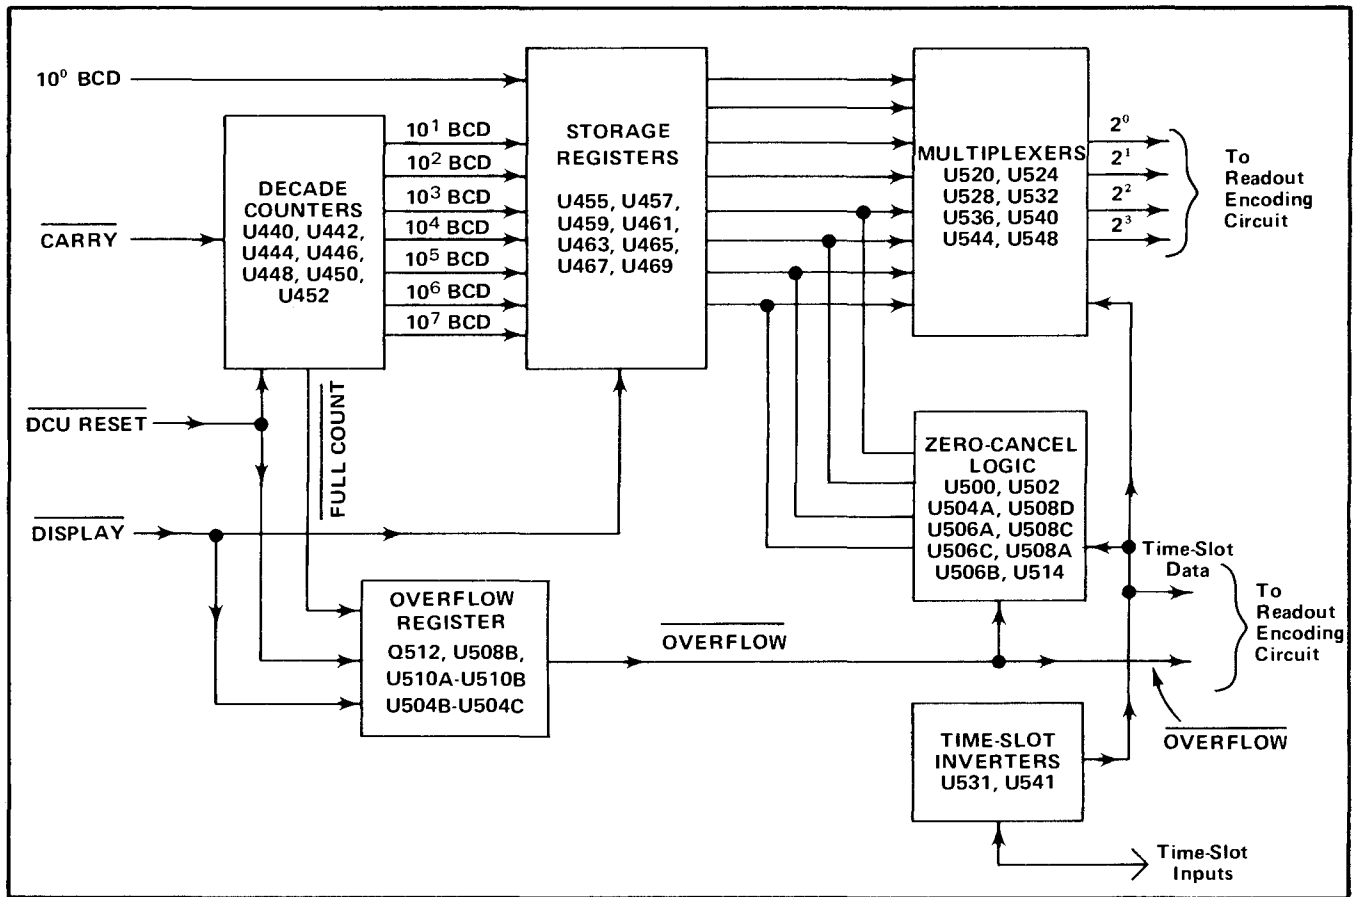 10⁰ BCD
CARRY
DCU RESET
DISPLAY
DECADE
COUNTERS
U440, U442,
U444, U446,
U448, U450,
U452
10¹ BCD
10² BCD
10³ BCD
10⁴ BCD
10⁵ BCD
10⁶ BCD
10⁷ BCD
FULL COUNT
STORAGE
REGISTERS
U455, U457,
U459, U461,
U463, U465,
U467, U469
MULTIPLEXERS
U520, U524
U528, U532
U536, U540
U544, U548
2⁰
2¹
2²
2³
To
Readout
Encoding
Circuit
ZERO-CANCEL
LOGIC
U500, U502
U504A, U508D
U506A, U508C
U506C, U508A
U506B, U514
OVERFLOW
REGISTER
Q512, U508B,
U510A-U510B
U504B-U504C
OVERFLOW
Time-Slot
Data
To
Readout
Encoding
Circuit
OVERFLOW
TIME-SLOT
INVERTERS
U531, U541
Time-Slot
Inputs